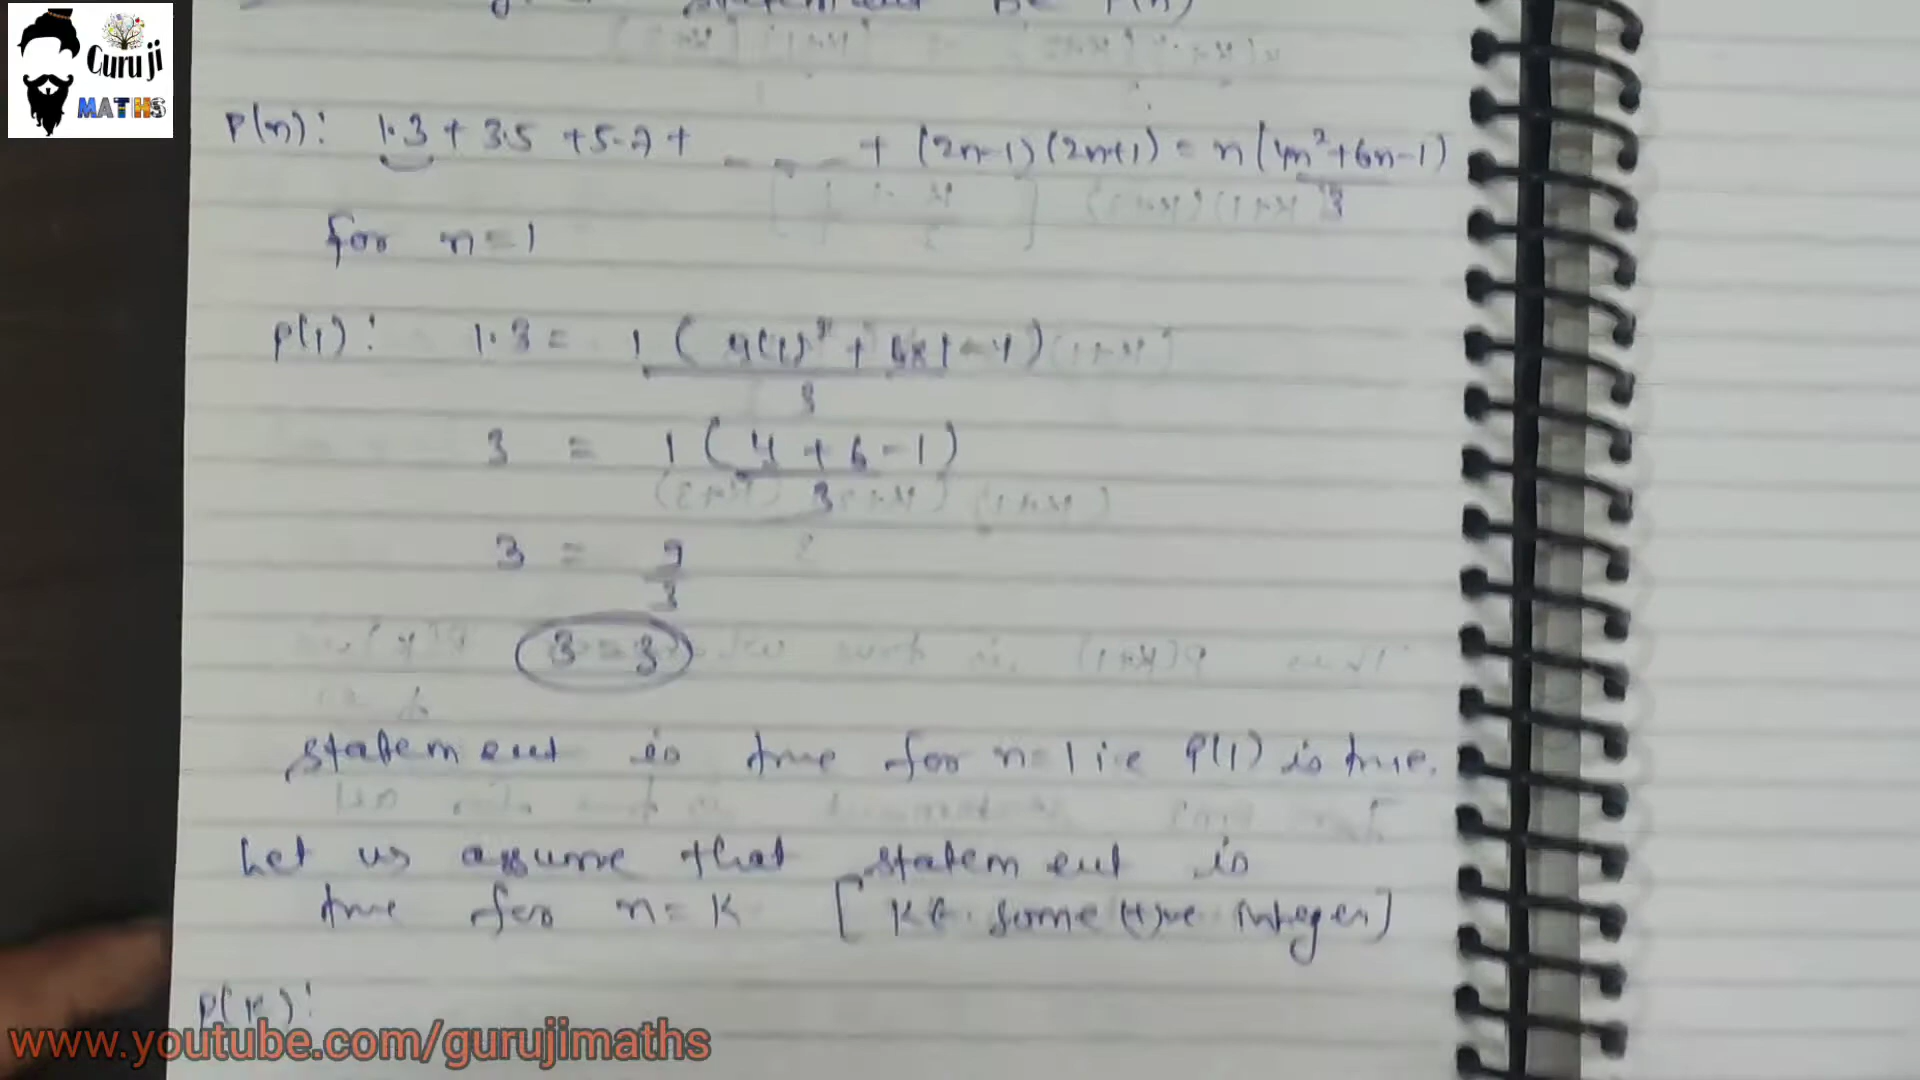 Guru ji
MATHS
P(n): 1·3 + 3·5 + 5·7 + - - - - + (2n-1)(2n+1) = n(4n²+6n-1)
3
for n=1
P(1): 1·3 = 1 (4(1)² + 6×1-1)
3
3 = 1 (4+6-1)
3
3 = 9
3
3=3
statement is true for n=1 i.e P(1) is true.
Let us assume that statement is
true for n=K [K is some (+)ve integer]
P(K):
www.youtube.com/gurujimaths